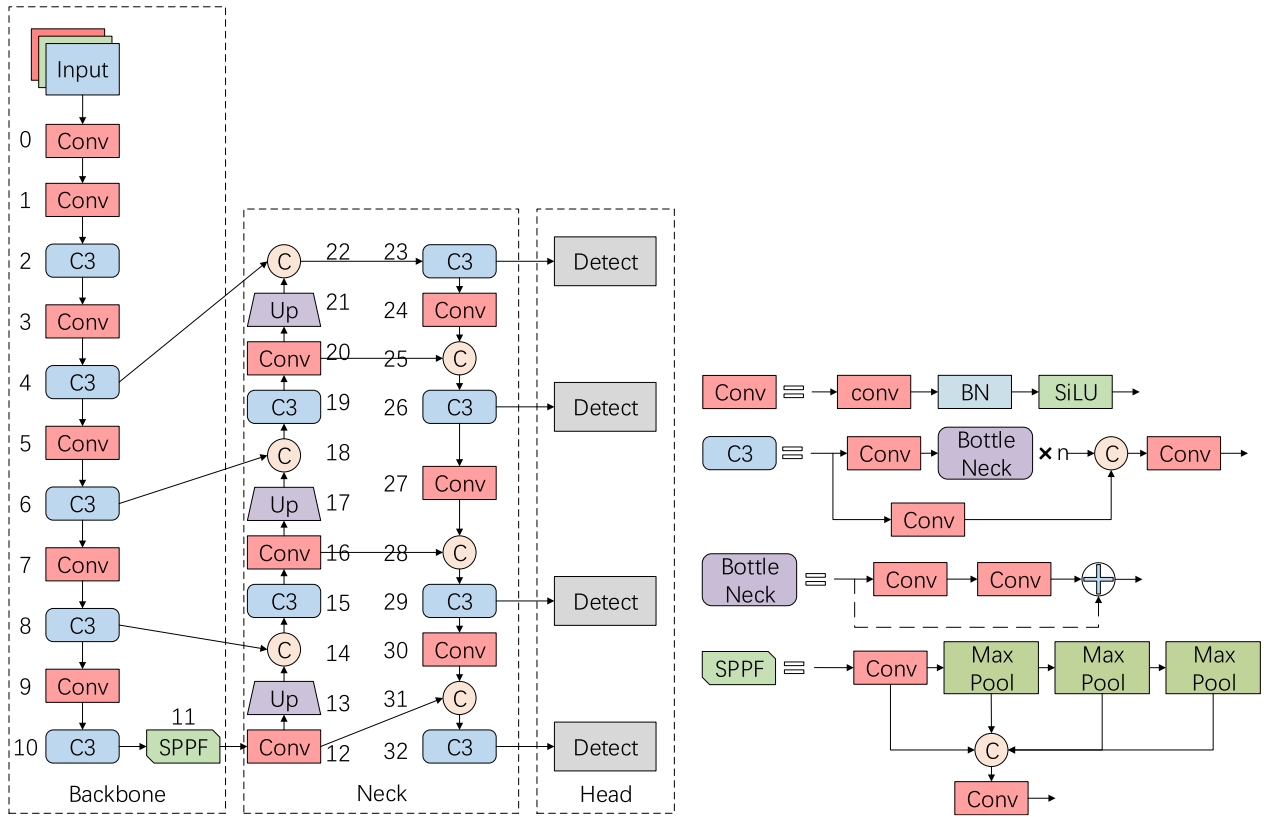 Input
0
Conv
1
Conv
2
C3
3
Conv
4
C3
5
Conv
6
C3
7
Conv
8
C3
9
Conv
10
C3
11
SPPF
Backbone
C
22
Up
21
Conv
20
C3
19
C
18
Up
17
Conv
16
C3
15
C
14
Up
13
Conv
12
23
C3
24
Conv
25
C
26
C3
27
Conv
28
C
29
C3
30
Conv
31
C
32
C3
Neck
Detect
Detect
Detect
Detect
Head
Conv = conv BN SiLU
C3 = Conv Bottle
Neck ×n C Conv
Conv
Bottle
Neck = Conv Conv +
SPPF = Conv Max
Pool Max
Pool Max
Pool
C
Conv